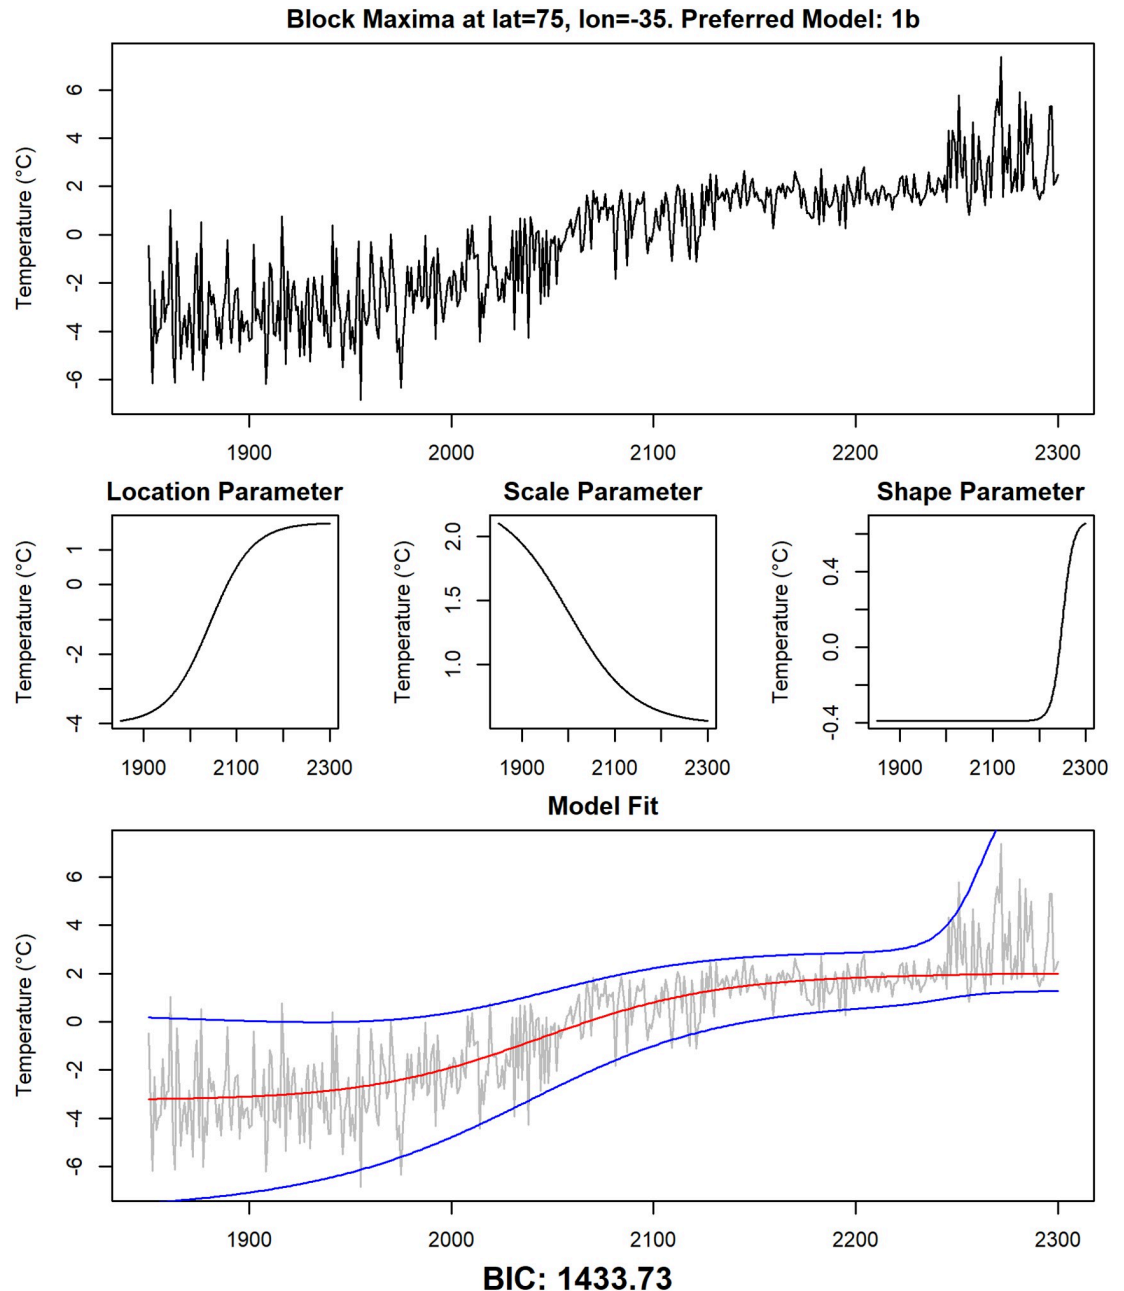 Block Maxima at lat=75, lon=-35. Preferred Model: 1b
Temperature (°C)
6
4
2
0
-2
-4
-6
1900 2000 2100 2200 2300
Location Parameter Scale Parameter Shape Parameter
Temperature (°C)
1
0
-2
-4
1900 2100 2300
Temperature (°C)
2.0
1.5
1.0
1900 2100 2300
Temperature (°C)
0.4
0.0
-0.4
1900 2100 2300
Model Fit
Temperature (°C)
6
4
2
0
-2
-4
-6
1900 2000 2100 2200 2300
BIC: 1433.73